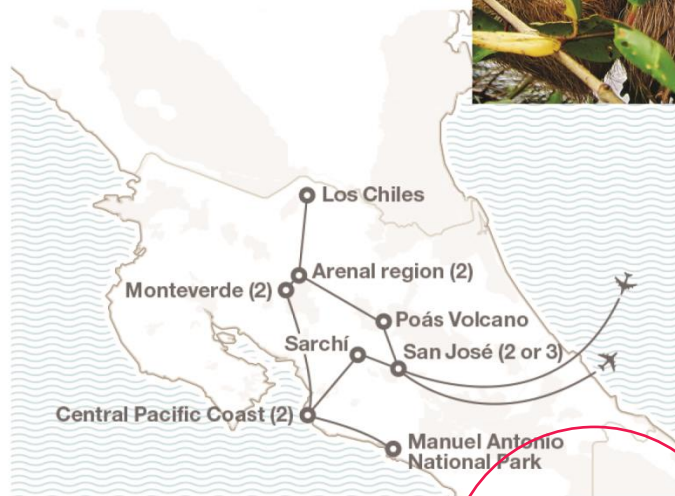 Los Chiles
Arenal region (2)
Monteverde (2)
Poás Volcano
Sarchí
San José (2 or 3)
Central Pacific Coast (2)
Manuel Antonio
National Park